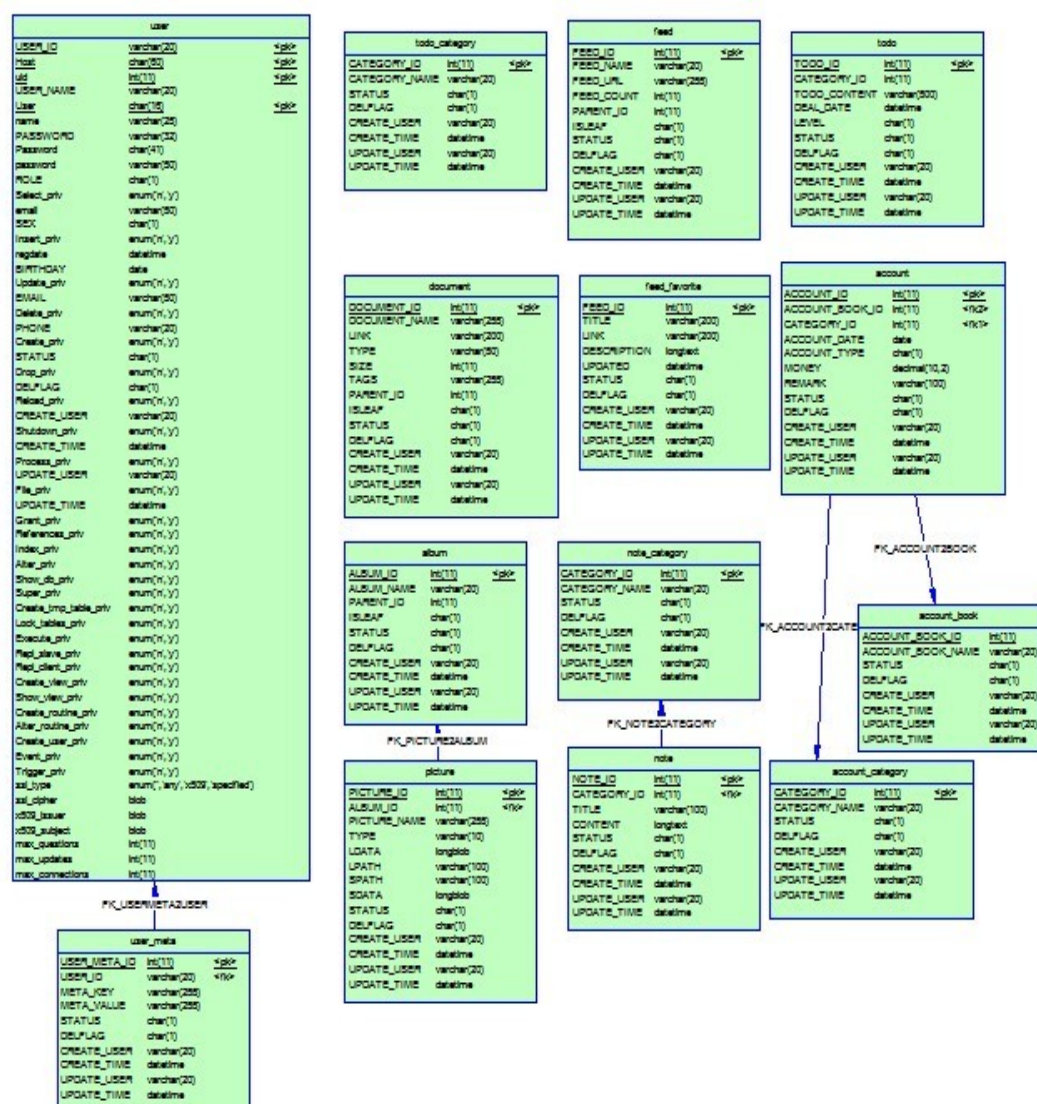 user
USER_ID varchar(20) <pk>
Host char(60) <pk>
uid int(11) <pk>
USER_NAME varchar(20)
User char(16) <pk>
name varchar(25)
PASSWORD varchar(32)
Password char(41)
password varchar(50)
ROLE char(1)
Select_priv enum('n','y')
email varchar(50)
SEX char(1)
Insert_priv enum('n','y')
regdate datetime
BIRTHDAY date
Update_priv enum('n','y')
EMAIL varchar(50)
Delete_priv enum('n','y')
PHONE varchar(20)
Create_priv enum('n','y')
STATUS char(1)
Drop_priv enum('n','y')
DELFLAG char(1)
Reload_priv enum('n','y')
CREATE_USER varchar(20)
Shutdown_priv enum('n','y')
CREATE_TIME datetime
Process_priv enum('n','y')
UPDATE_USER varchar(20)
File_priv enum('n','y')
UPDATE_TIME datetime
Grant_priv enum('n','y')
References_priv enum('n','y')
Index_priv enum('n','y')
Alter_priv enum('n','y')
Show_db_priv enum('n','y')
Super_priv enum('n','y')
Create_tmp_table_priv enum('n','y')
Lock_tables_priv enum('n','y')
Execute_priv enum('n','y')
Repl_slave_priv enum('n','y')
Repl_client_priv enum('n','y')
Create_view_priv enum('n','y')
Show_view_priv enum('n','y')
Create_routine_priv enum('n','y')
Alter_routine_priv enum('n','y')
Create_user_priv enum('n','y')
Event_priv enum('n','y')
Trigger_priv enum('n','y')
ssl_type enum('','any','x509','specified')
ssl_cipher blob
x509_issuer blob
x509_subject blob
max_questions int(11)
max_updates int(11)
max_connections int(11)
FK_USERMETA2USER
user_meta
USER_META_ID int(11) <pk>
USER_ID varchar(20) <fk>
META_KEY varchar(255)
META_VALUE varchar(255)
STATUS char(1)
DELFLAG char(1)
CREATE_USER varchar(20)
CREATE_TIME datetime
UPDATE_USER varchar(20)
UPDATE_TIME datetime
todo_category
CATEGORY_ID int(11) <pk>
CATEGORY_NAME varchar(20)
STATUS char(1)
DELFLAG char(1)
CREATE_USER varchar(20)
CREATE_TIME datetime
UPDATE_USER varchar(20)
UPDATE_TIME datetime
feed
FEED_ID int(11) <pk>
FEED_NAME varchar(20)
FEED_URL varchar(255)
FEED_COUNT int(11)
PARENT_ID int(11)
ISLEAF char(1)
STATUS char(1)
DELFLAG char(1)
CREATE_USER varchar(20)
CREATE_TIME datetime
UPDATE_USER varchar(20)
UPDATE_TIME datetime
todo
TODO_ID int(11) <pk>
CATEGORY_ID int(11)
TODO_CONTENT varchar(500)
DEAL_DATE datetime
LEVEL char(1)
STATUS char(1)
DELFLAG char(1)
CREATE_USER varchar(20)
CREATE_TIME datetime
UPDATE_USER varchar(20)
UPDATE_TIME datetime
document
DOCUMENT_ID int(11) <pk>
DOCUMENT_NAME varchar(255)
LINK varchar(200)
TYPE varchar(50)
SIZE int(11)
TAGS varchar(255)
PARENT_ID int(11)
ISLEAF char(1)
STATUS char(1)
DELFLAG char(1)
CREATE_USER varchar(20)
CREATE_TIME datetime
UPDATE_USER varchar(20)
UPDATE_TIME datetime
feed_favorite
FEED_ID int(11) <pk>
TITLE varchar(200)
LINK varchar(200)
DESCRIPTION longtext
UPDATED datetime
STATUS char(1)
DELFLAG char(1)
CREATE_USER varchar(20)
CREATE_TIME datetime
UPDATE_USER varchar(20)
UPDATE_TIME datetime
account
ACCOUNT_ID int(11) <pk>
ACCOUNT_BOOK_ID int(11) <fk2>
CATEGORY_ID int(11) <fk1>
ACCOUNT_DATE date
ACCOUNT_TYPE char(1)
MONEY decimal(10,2)
REMARK varchar(100)
STATUS char(1)
DELFLAG char(1)
CREATE_USER varchar(20)
CREATE_TIME datetime
UPDATE_USER varchar(20)
UPDATE_TIME datetime
album
ALBUM_ID int(11) <pk>
ALBUM_NAME varchar(20)
PARENT_ID int(11)
ISLEAF char(1)
STATUS char(1)
DELFLAG char(1)
CREATE_USER varchar(20)
CREATE_TIME datetime
UPDATE_USER varchar(20)
UPDATE_TIME datetime
note_category
CATEGORY_ID int(11) <pk>
CATEGORY_NAME varchar(20)
STATUS char(1)
DELFLAG char(1)
CREATE_USER varchar(20)
CREATE_TIME datetime
UPDATE_USER varchar(20)
UPDATE_TIME datetime
FK_ACCOUNT2BOOK
FK_ACCOUNT2CATE
account_book
ACCOUNT_BOOK_ID int(11)
ACCOUNT_BOOK_NAME varchar(20)
STATUS char(1)
DELFLAG char(1)
CREATE_USER varchar(20)
CREATE_TIME datetime
UPDATE_USER varchar(20)
UPDATE_TIME datetime
FK_PICTURE2ALBUM
FK_NOTE2CATEGORY
picture
PICTURE_ID int(11) <pk>
ALBUM_ID int(11) <fk>
PICTURE_NAME varchar(255)
TYPE varchar(10)
LDATA longblob
LPATH varchar(100)
SPATH varchar(100)
SDATA longblob
STATUS char(1)
DELFLAG char(1)
CREATE_USER varchar(20)
CREATE_TIME datetime
UPDATE_USER varchar(20)
UPDATE_TIME datetime
note
NOTE_ID int(11) <pk>
CATEGORY_ID int(11) <fk>
TITLE varchar(100)
CONTENT longtext
STATUS char(1)
DELFLAG char(1)
CREATE_USER varchar(20)
CREATE_TIME datetime
UPDATE_USER varchar(20)
UPDATE_TIME datetime
account_category
CATEGORY_ID int(11) <pk>
CATEGORY_NAME varchar(20)
STATUS char(1)
DELFLAG char(1)
CREATE_USER varchar(20)
CREATE_TIME datetime
UPDATE_USER varchar(20)
UPDATE_TIME datetime